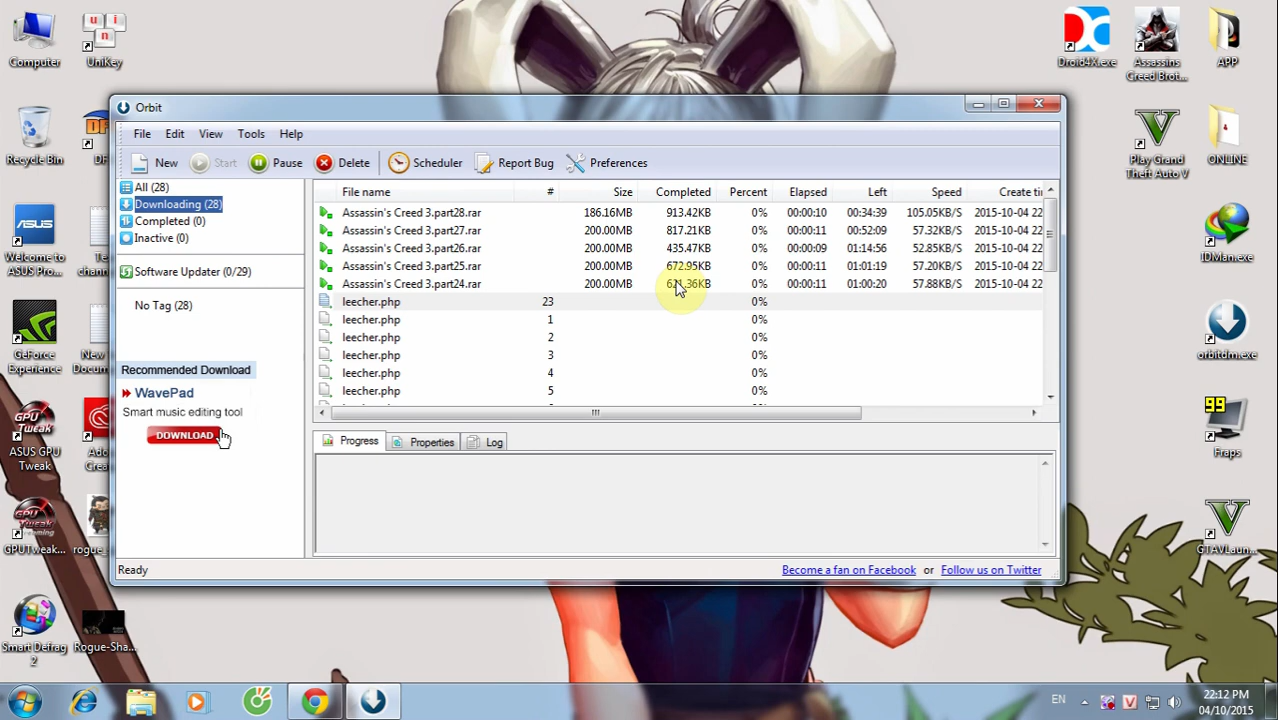 Computer
UniKey
Recycle Bin
DF
Welcome to
ASUS Pro...
Te
chann
GeForce
Experience
New
Docum
ASUS GPU
Tweak
Ado
Crea
GPUTweak...
rogue_
Smart Defrag
2
Rogue-Sha...
Droid4X.exe
Assassins
Creed Brot...
APP
Play Grand
Theft Auto V
ONLINE
IDMan.exe
orbitdm.exe
99
Fraps
GTAVLaun...
Orbit
File Edit View Tools Help
New Start Pause Delete Scheduler Report Bug Preferences
All (28)
Downloading (28)
Completed (0)
Inactive (0)
Software Updater (0/29)
No Tag (28)
Recommended Download
WavePad
Smart music editing tool
DOWNLOAD
File name # Size Completed Percent Elapsed Left Speed Create tin
Assassin's Creed 3.part28.rar 186.16MB 913.42KB 0% 00:00:10 00:34:39 105.05KB/S 2015-10-04 22
Assassin's Creed 3.part27.rar 200.00MB 817.21KB 0% 00:00:11 00:52:09 57.32KB/S 2015-10-04 22
Assassin's Creed 3.part26.rar 200.00MB 435.47KB 0% 00:00:09 01:14:56 52.85KB/S 2015-10-04 22
Assassin's Creed 3.part25.rar 200.00MB 672.95KB 0% 00:00:11 01:01:19 57.20KB/S 2015-10-04 22
Assassin's Creed 3.part24.rar 200.00MB 0% 00:00:11 01:00:20 57.88KB/S 2015-10-04 22
leecher.php 23 0%
leecher.php 1 0%
leecher.php 2 0%
leecher.php 3 0%
leecher.php 4 0%
leecher.php 5 0%
Progress Properties Log
Ready
Become a fan on Facebook or Follow us on Twitter
EN
22:12 PM
04/10/2015